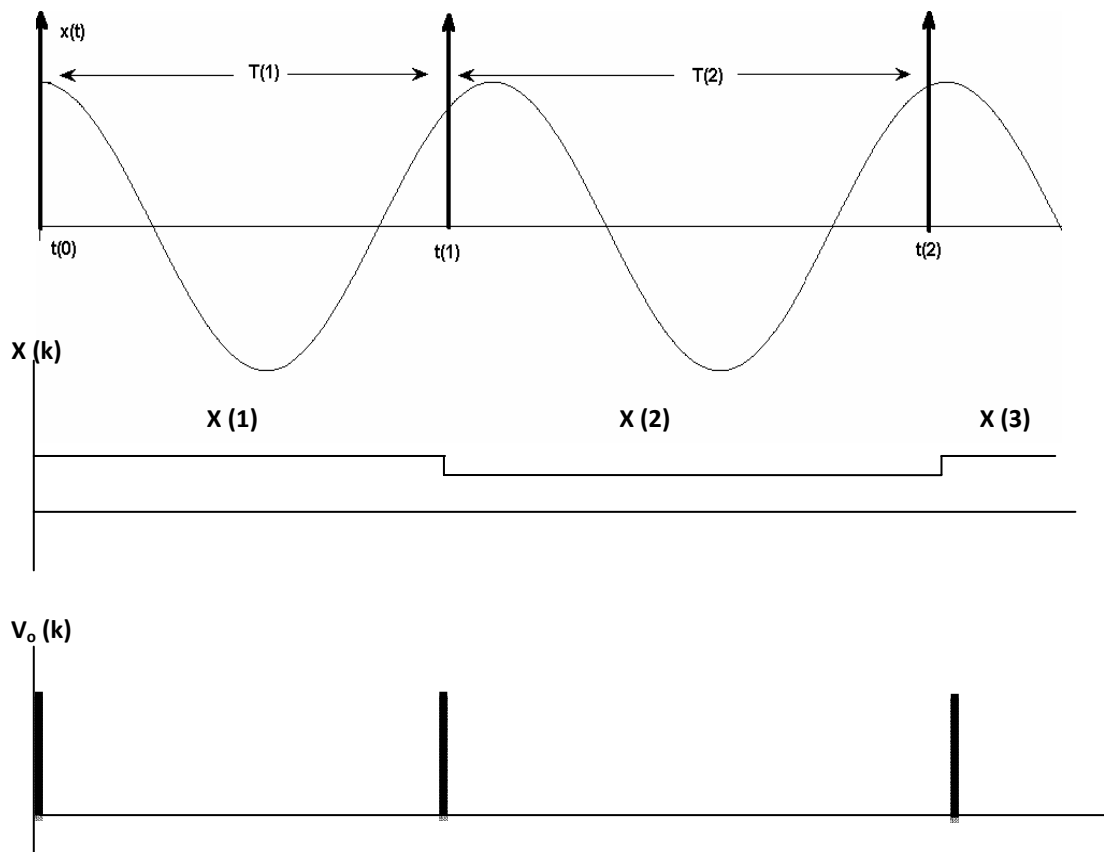 x(t)
T(1) T(2)
t(0) t(1) t(2)
X (k)
X (1) X (2) X (3)
Vₒ (k)